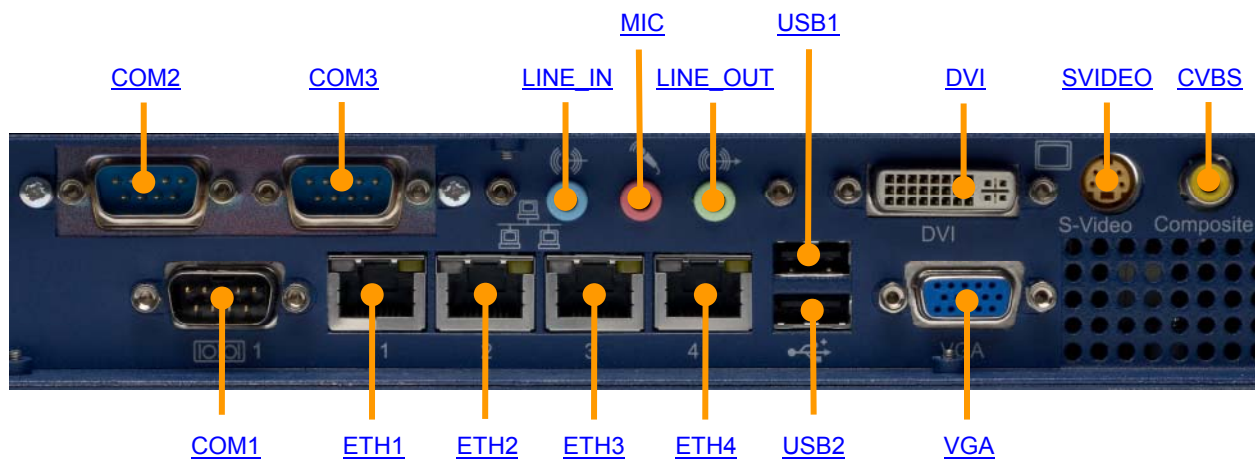 MIC USB1
COM2 COM3 LINE_IN LINE_OUT DVI SVIDEO CVBS
S-Video Composite
DVI
1 1 2 3 4 VGA
COM1 ETH1 ETH2 ETH3 ETH4 USB2 VGA